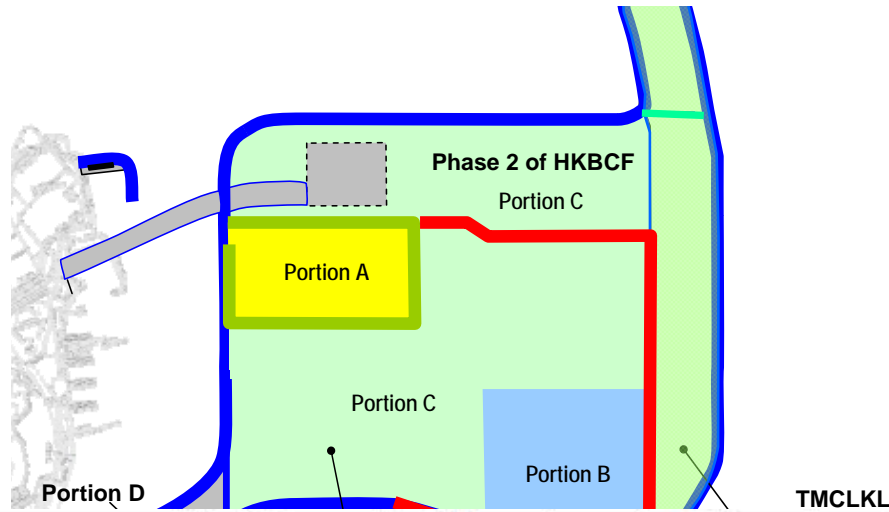 Phase 2 of HKBCF
Portion C
Portion A
Portion C
Portion B
Portion D
TMCLKL